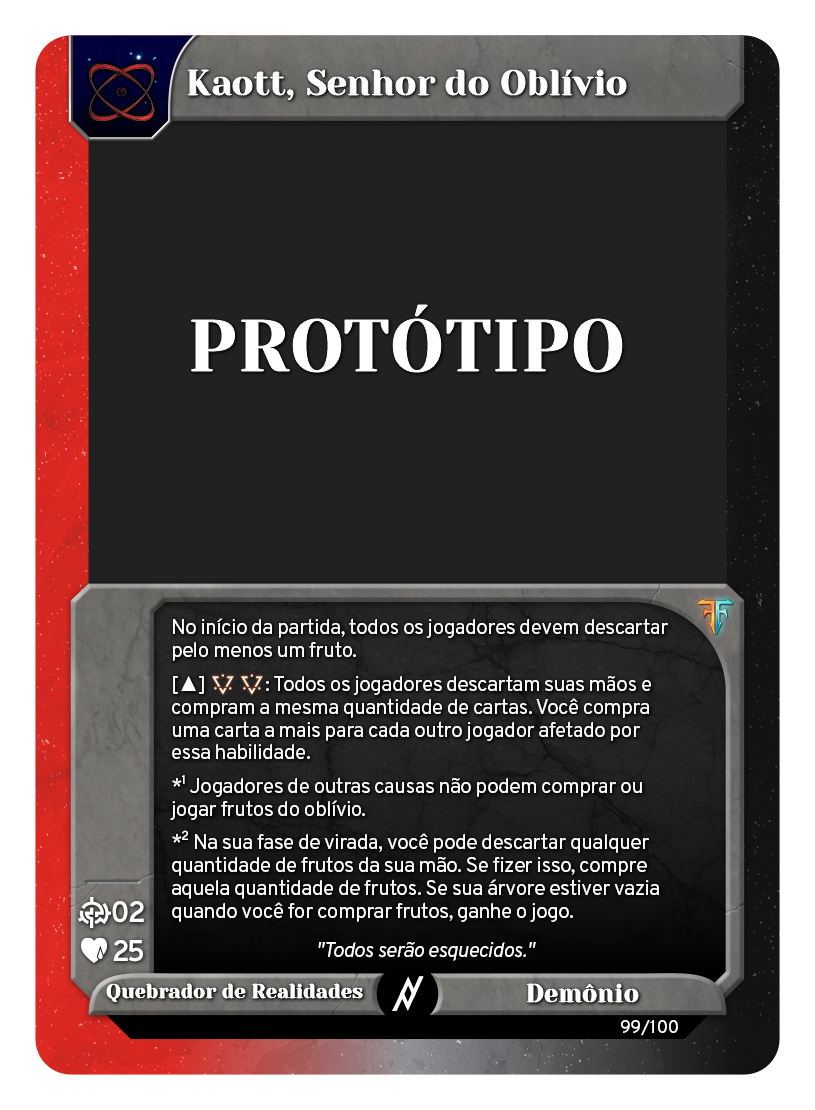 Kaott, Senhor do Oblívio
PROTÓTIPO
No início da partida, todos os jogadores devem descartar
pelo menos um fruto.
[▲] : Todos os jogadores descartam suas mãos e
compram a mesma quantidade de cartas. Você compra
uma carta a mais para cada outro jogador afetado por
essa habilidade.
*¹ Jogadores de outras causas não podem comprar ou
jogar frutos do oblívio.
*² Na sua fase de virada, você pode descartar qualquer
quantidade de frutos da sua mão. Se fizer isso, compre
aquela quantidade de frutos. Se sua árvore estiver vazia
quando você for comprar frutos, ganhe o jogo.
"Todos serão esquecidos."
02
25
Quebrador de Realidades
Demônio
99/100